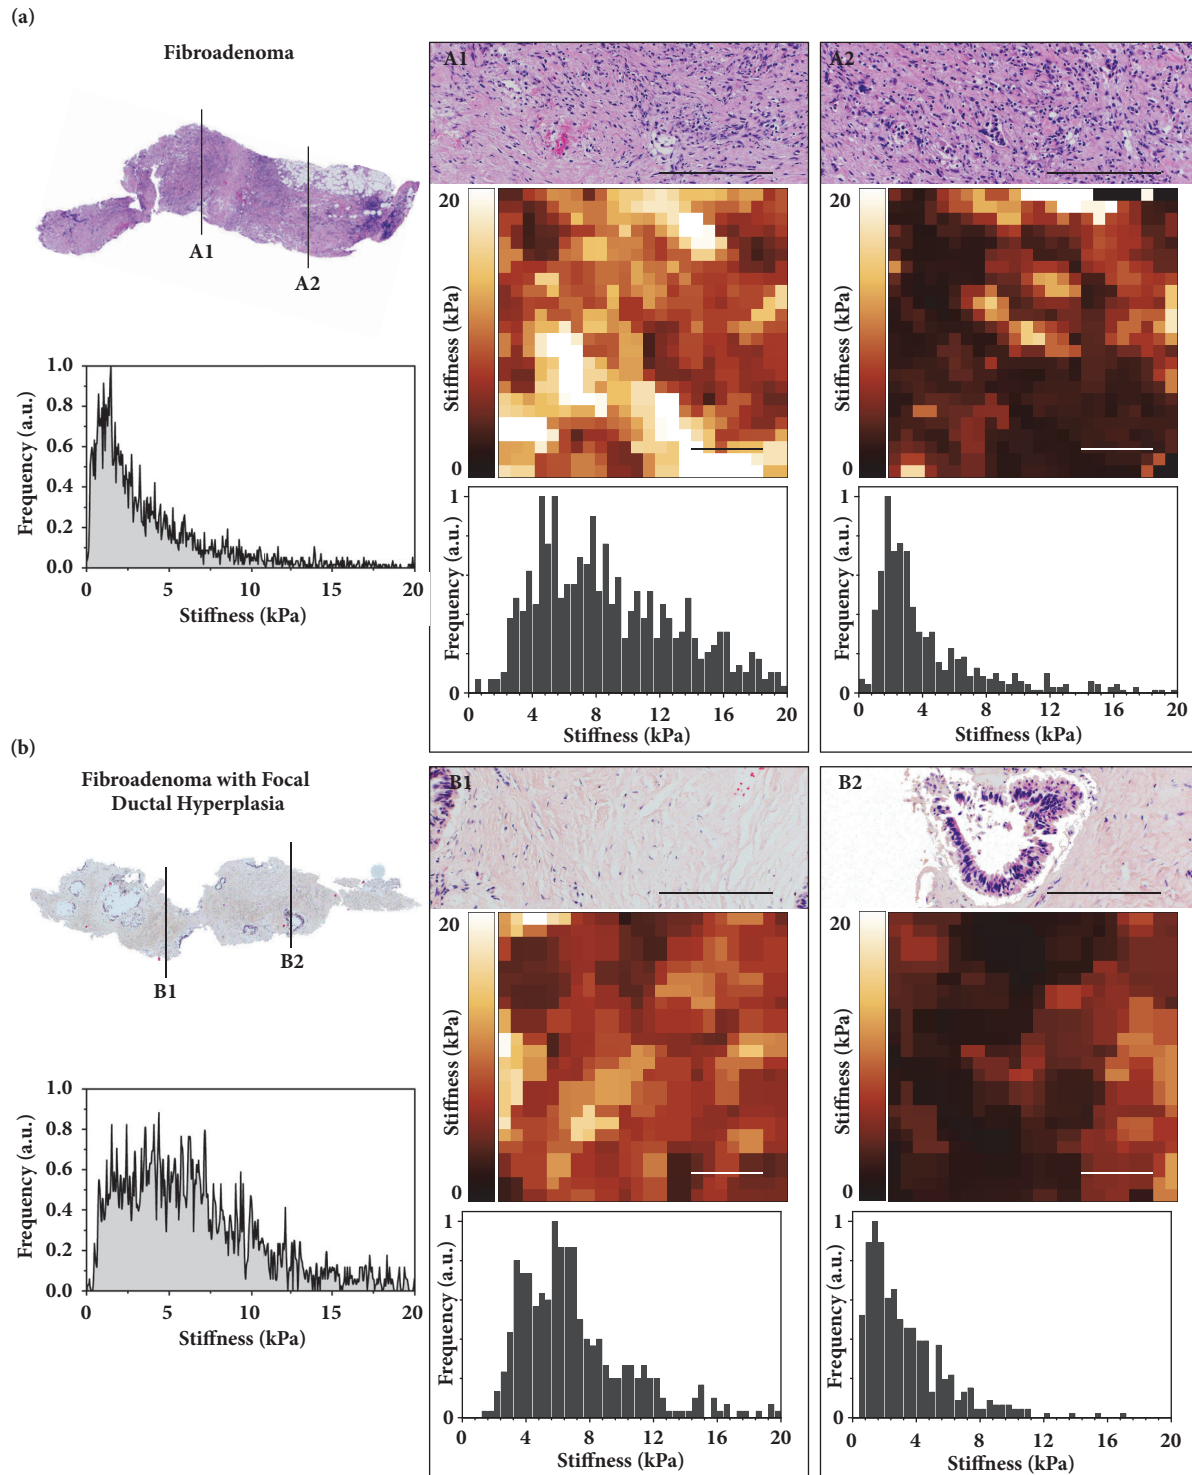 (a)
Fibroadenoma
A1
A2
1.0
0.8
0.6
0.4
0.2
0.0
Frequency (a.u.)
0 5 10 15 20
Stiffness (kPa)
A1
20
Stiffness (kPa)
0
1
Frequency (a.u.)
0
0 4 8 12 16 20
Stiffness (kPa)
A2
20
Stiffness (kPa)
0
1
Frequency (a.u.)
0
0 4 8 12 16 20
Stiffness (kPa)
(b)
Fibroadenoma with Focal
Ductal Hyperplasia
B1
B2
1.0
0.8
0.6
0.4
0.2
0.0
Frequency (a.u.)
0 5 10 15 20
Stiffness (kPa)
B1
20
Stiffness (kPa)
0
1
Frequency (a.u.)
0
0 4 8 12 16 20
Stiffness (kPa)
B2
20
Stiffness (kPa)
0
1
Frequency (a.u.)
0
0 4 8 12 16 20
Stiffness (kPa)